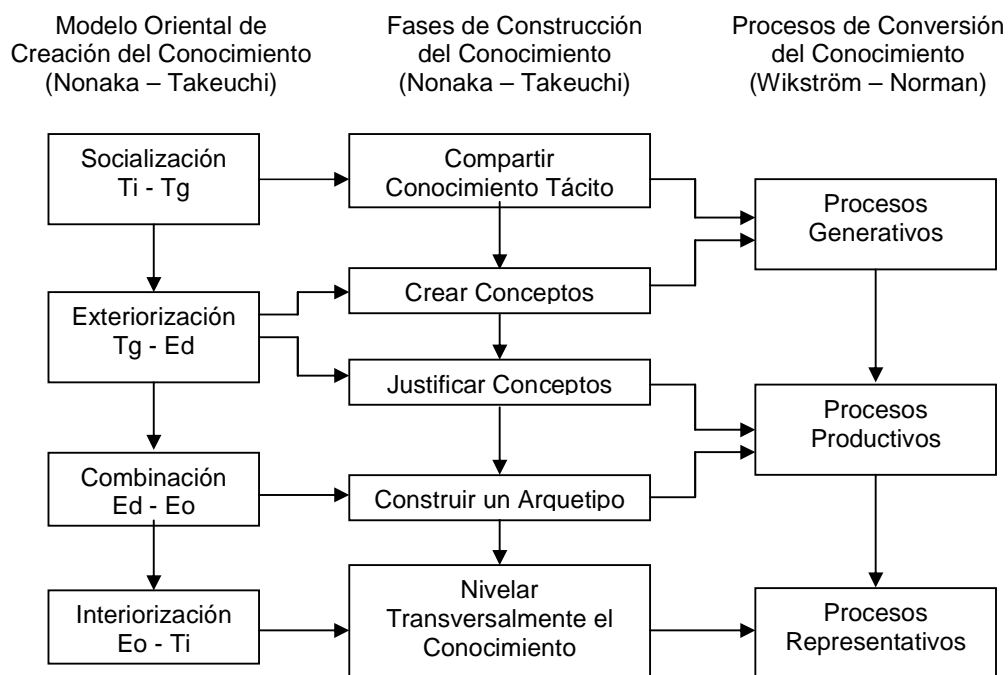 Modelo Oriental de
Creación del Conocimiento
(Nonaka – Takeuchi)
Fases de Construcción
del Conocimiento
(Nonaka – Takeuchi)
Procesos de Conversión
del Conocimiento
(Wikström – Norman)
Socialización
Ti - Tg
Exteriorización
Tg - Ed
Combinación
Ed - Eo
Interiorización
Eo - Ti
Compartir
Conocimiento Tácito
Crear Conceptos
Justificar Conceptos
Construir un Arquetipo
Nivelar
Transversalmente el
Conocimiento
Procesos
Generativos
Procesos
Productivos
Procesos
Representativos